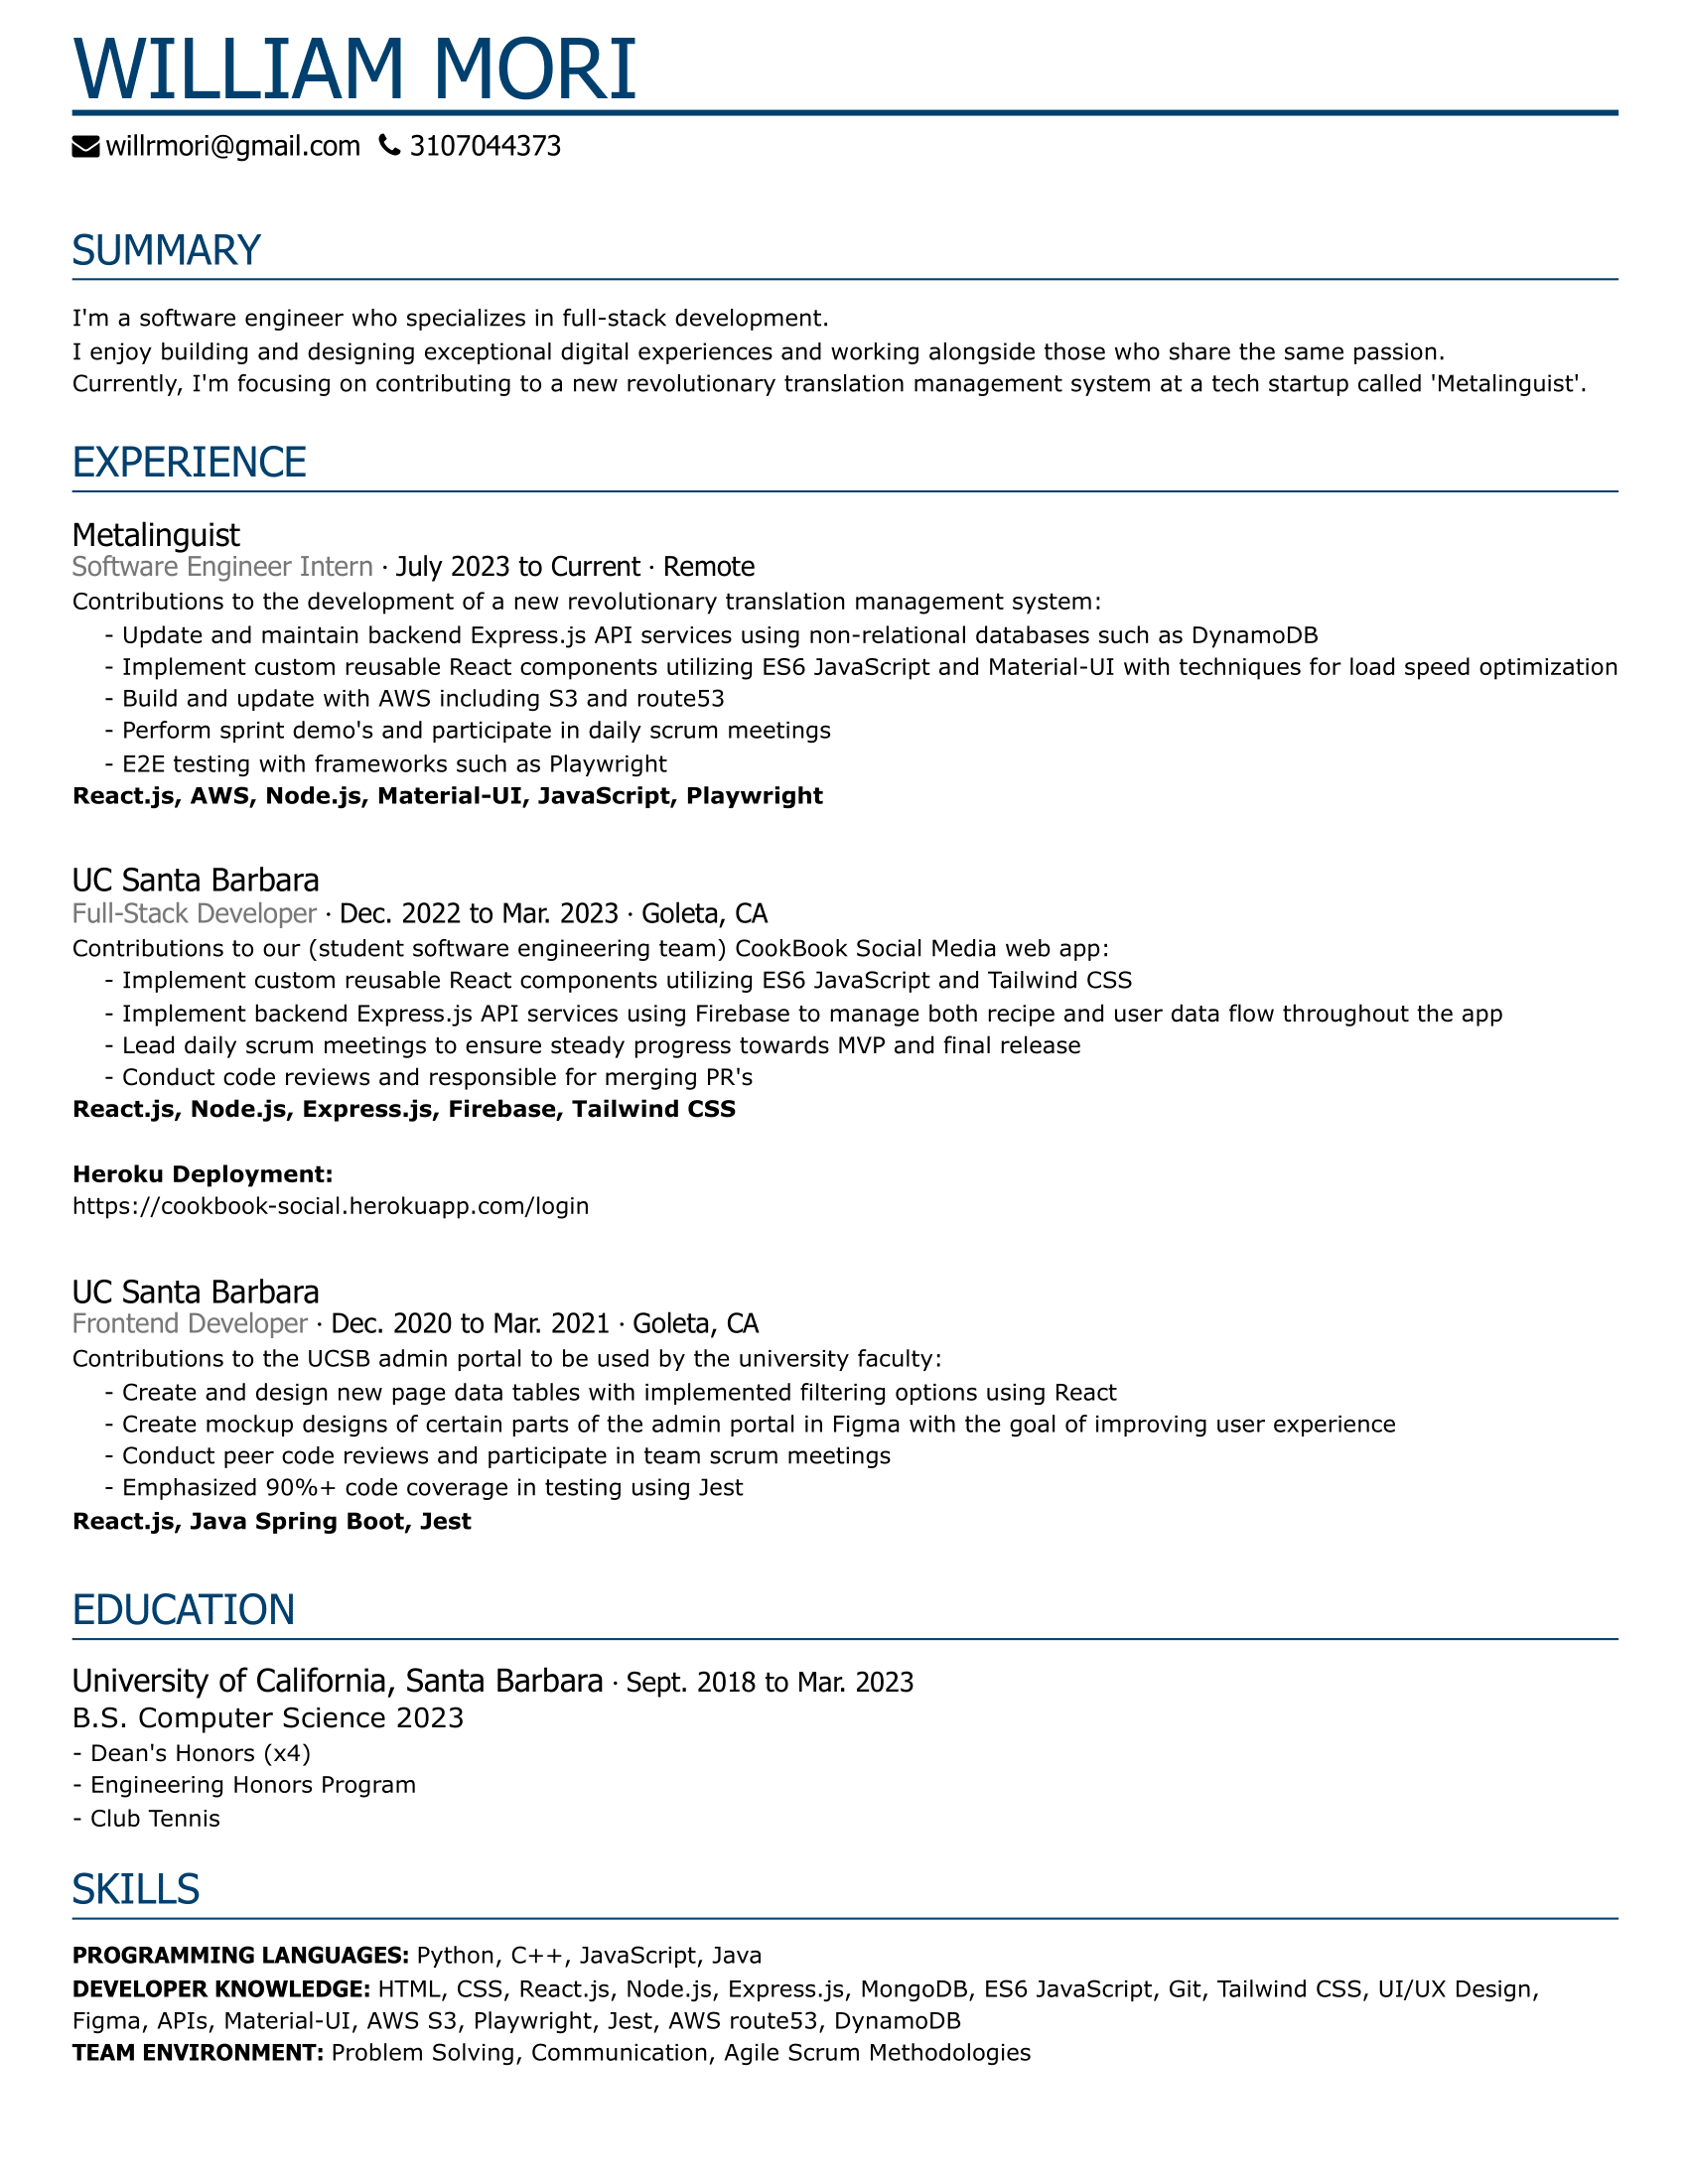 WILLIAM MORI
willrmori@gmail.com 3107044373
SUMMARY
I'm a software engineer who specializes in full-stack development.
I enjoy building and designing exceptional digital experiences and working alongside those who share the same passion.
Currently, I'm focusing on contributing to a new revolutionary translation management system at a tech startup called 'Metalinguist'.
EXPERIENCE
Metalinguist
Software Engineer Intern · July 2023 to Current · Remote
Contributions to the development of a new revolutionary translation management system:
- Update and maintain backend Express.js API services using non-relational databases such as DynamoDB
- Implement custom reusable React components utilizing ES6 JavaScript and Material-UI with techniques for load speed optimization
- Build and update with AWS including S3 and route53
- Perform sprint demo's and participate in daily scrum meetings
- E2E testing with frameworks such as Playwright
React.js, AWS, Node.js, Material-UI, JavaScript, Playwright
UC Santa Barbara
Full-Stack Developer · Dec. 2022 to Mar. 2023 · Goleta, CA
Contributions to our (student software engineering team) CookBook Social Media web app:
- Implement custom reusable React components utilizing ES6 JavaScript and Tailwind CSS
- Implement backend Express.js API services using Firebase to manage both recipe and user data flow throughout the app
- Lead daily scrum meetings to ensure steady progress towards MVP and final release
- Conduct code reviews and responsible for merging PR's
React.js, Node.js, Express.js, Firebase, Tailwind CSS
Heroku Deployment:
https://cookbook-social.herokuapp.com/login
UC Santa Barbara
Frontend Developer · Dec. 2020 to Mar. 2021 · Goleta, CA
Contributions to the UCSB admin portal to be used by the university faculty:
- Create and design new page data tables with implemented filtering options using React
- Create mockup designs of certain parts of the admin portal in Figma with the goal of improving user experience
- Conduct peer code reviews and participate in team scrum meetings
- Emphasized 90%+ code coverage in testing using Jest
React.js, Java Spring Boot, Jest
EDUCATION
University of California, Santa Barbara · Sept. 2018 to Mar. 2023
B.S. Computer Science 2023
- Dean's Honors (x4)
- Engineering Honors Program
- Club Tennis
SKILLS
PROGRAMMING LANGUAGES: Python, C++, JavaScript, Java
DEVELOPER KNOWLEDGE: HTML, CSS, React.js, Node.js, Express.js, MongoDB, ES6 JavaScript, Git, Tailwind CSS, UI/UX Design,
Figma, APIs, Material-UI, AWS S3, Playwright, Jest, AWS route53, DynamoDB
TEAM ENVIRONMENT: Problem Solving, Communication, Agile Scrum Methodologies